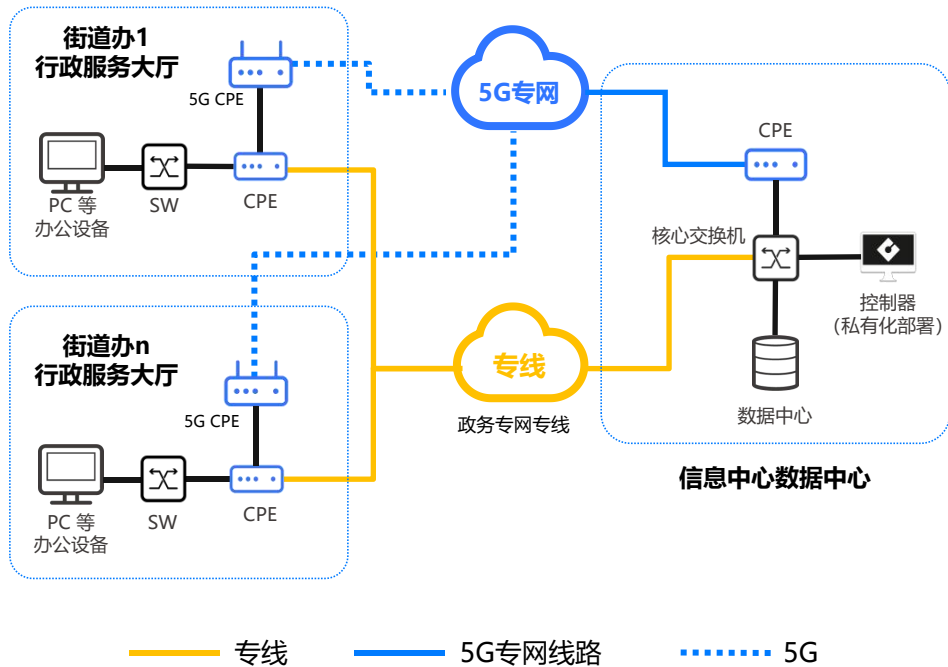 街道办1
行政服务大厅
5G CPE
PC 等
办公设备
SW
CPE
街道办n
行政服务大厅
5G CPE
PC 等
办公设备
SW
CPE
5G专网
专线
政务专网专线
CPE
核心交换机
控制器
（私有化部署）
数据中心
信息中心数据中心
专线
5G专网线路
5G